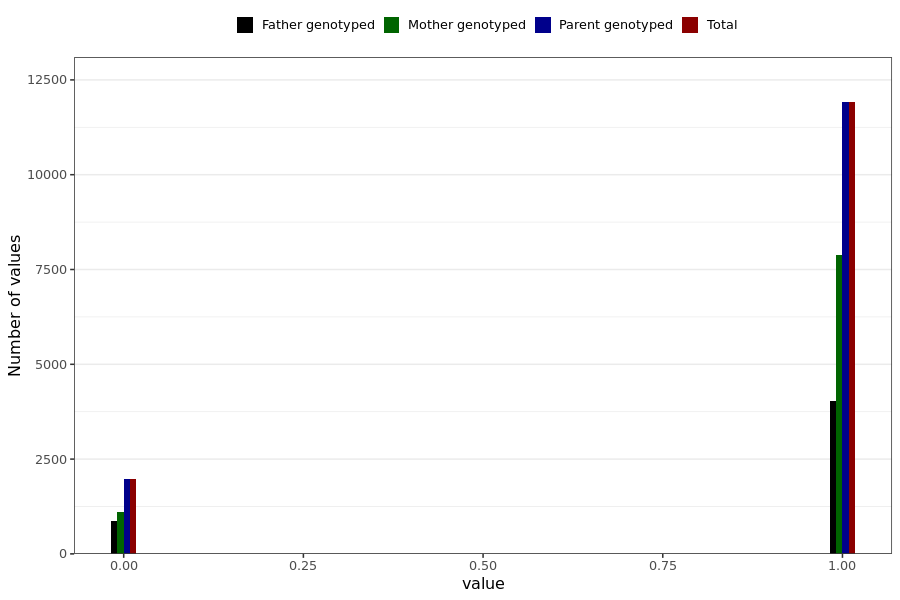 Father genotyped Mother genotyped Parent genotyped Total
12500
10000
7500
5000
2500
0
Number of values
0.00 0.25 0.50 0.75 1.00
value